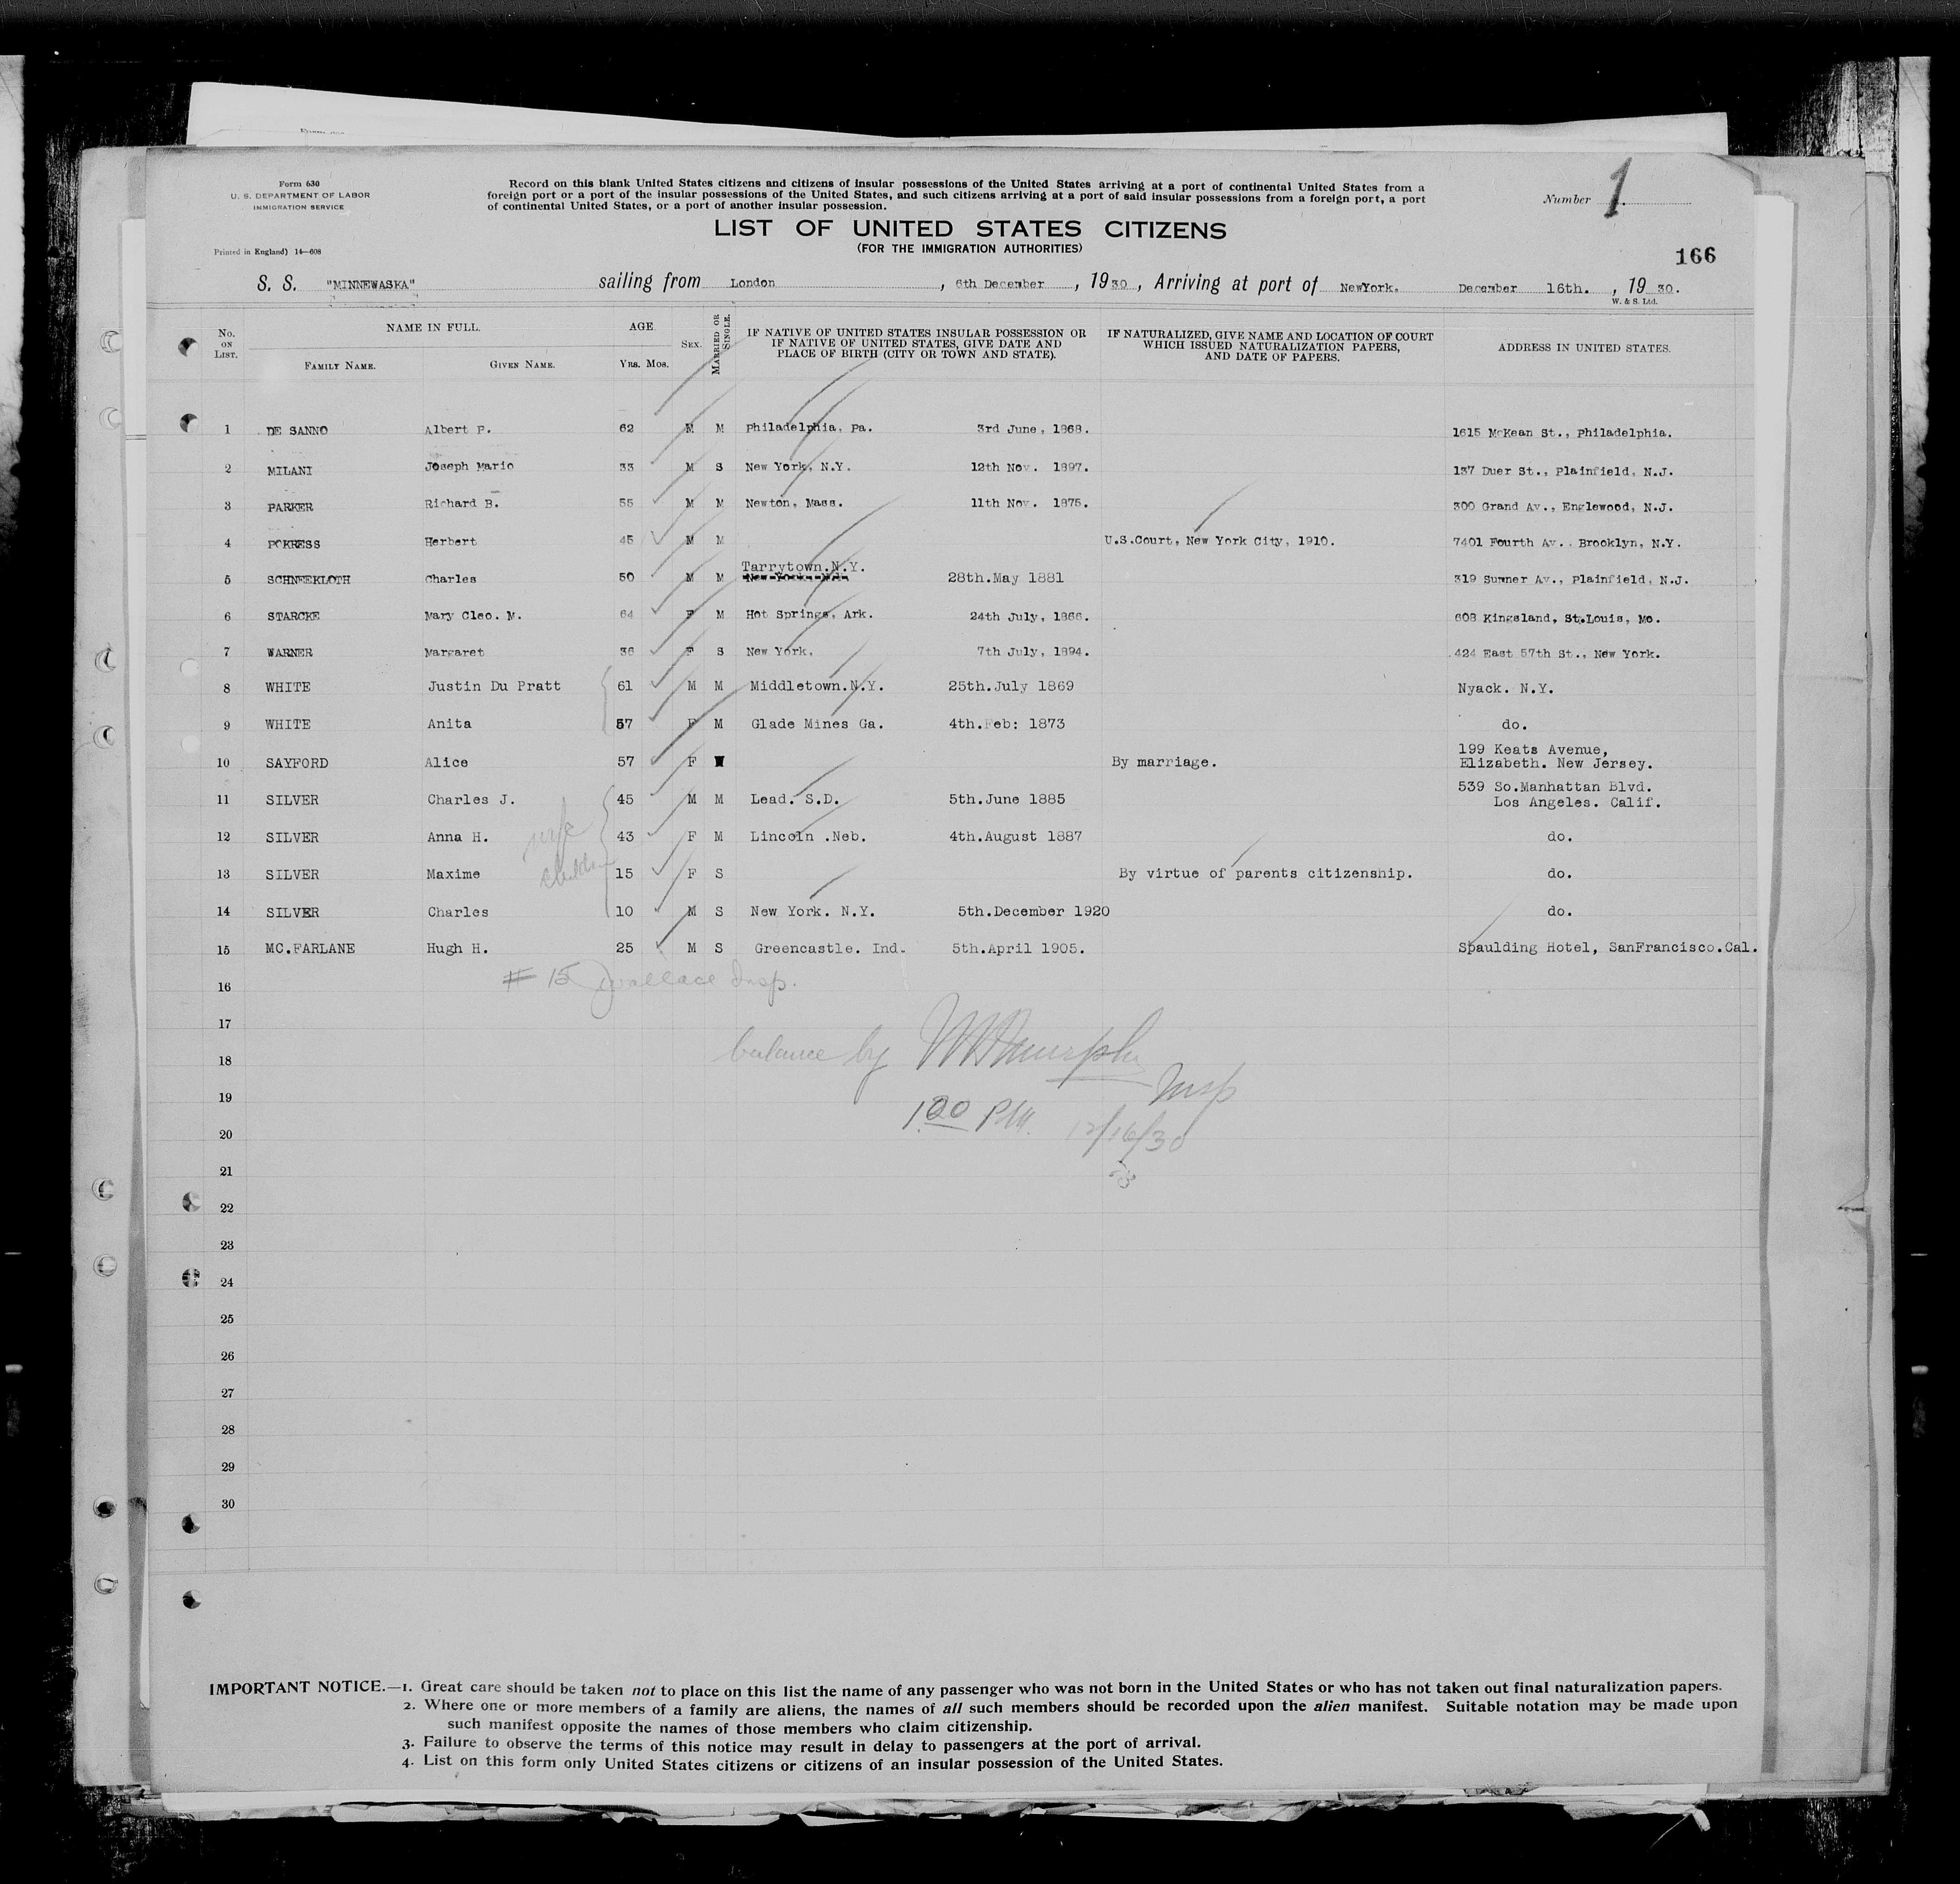 Form 630
U. S. DEPARTMENT OF LABOR
IMMIGRATION SERVICE
Printed in England) 14—608
Record on this blank United States citizens and citizens of insular possessions of the United States arriving at a port of continental United States from a
foreign port or a port of the insular possessions of the United States, and such citizens arriving at a port of said insular possessions from a foreign port, a port
of continental United States, or a port of another insular possession.
Number 1
LIST OF UNITED STATES CITIZENS
(FOR THE IMMIGRATION AUTHORITIES)
166
S. S. "MINNEWASKA" sailing from London, 6th December, 1930, Arriving at port of NewYork. December 16th., 1930.
W. & S. Ltd.
No. ON LIST. NAME IN FULL. AGE. SEX. MARRIED OR SINGLE. IF NATIVE OF UNITED STATES INSULAR POSSESSION OR IF NATIVE OF UNITED STATES, GIVE DATE AND PLACE OF BIRTH (CITY OR TOWN AND STATE). IF NATURALIZED, GIVE NAME AND LOCATION OF COURT WHICH ISSUED NATURALIZATION PAPERS, AND DATE OF PAPERS. ADDRESS IN UNITED STATES.
FAMILY NAME. GIVEN NAME. YRS. MOS.
1 DE SANNO Albert P. 62 M M Philadelphia, Pa. 3rd June, 1868. 1615 McKean St., Philadelphia.
2 MILANI Joseph Mario 33 M S New York, N.Y. 12th Nov. 1897. 137 Duer St., Plainfield, N.J.
3 PARKER Richard B. 55 M M Newton, Mass. 11th Nov. 1875. 300 Grand Av., Englewood, N.J.
4 POKRESS Herbert 45 M M U.S.Court, New York City, 1910. 7401 Fourth Av., Brooklyn, N.Y.
Tarrytown.N.Y.
5 SCHNEEKLOTH Charles 50 M M New York. N.Y. 28th.May 1881 319 Sumner Av., Plainfield, N.J.
6 STARCKE Mary Cleo. M. 64 F M Hot Springs, Ark. 24th July, 1866. 608 Kingsland, St.Louis, Mo.
7 WARNER Margaret 36 F S New York. 7th July, 1894. 424 East 57th St., New York.
8 WHITE Justin Du Pratt 61 M M Middletown.N.Y. 25th.July 1869 Nyack. N.Y.
9 WHITE Anita 57 F M Glade Mines Ga. 4th.Feb: 1873 do.
10 SAYFORD Alice 57 F W By marriage. 199 Keats Avenue,
Elizabeth. New Jersey.
11 SILVER Charles J. 45 M M Lead. S.D. 5th.June 1885 539 So.Manhattan Blvd.
Los Angeles. Calif.
12 SILVER Anna H. wife 43 F M Lincoln .Neb. 4th.August 1887 do.
13 SILVER Maxime children 15 F S By virtue of parents citizenship. do.
14 SILVER Charles 10 M S New York. N.Y. 5th.December 1920 do.
15 MC.FARLANE Hugh H. 25 M S Greencastle. Ind. 5th.April 1905. Spaulding Hotel, SanFrancisco.Cal.
16
# 15 Wallace Insp.
17
18
balance by Murphy
Insp
19
1.00 PM. 12/16/30
20
21
22
23
24
25
26
27
28
29
30
IMPORTANT NOTICE.—1. Great care should be taken not to place on this list the name of any passenger who was not born in the United States or who has not taken out final naturalization papers.
2. Where one or more members of a family are aliens, the names of all such members should be recorded upon the alien manifest. Suitable notation may be made upon
such manifest opposite the names of those members who claim citizenship.
3. Failure to observe the terms of this notice may result in delay to passengers at the port of arrival.
4. List on this form only United States citizens or citizens of an insular possession of the United States.